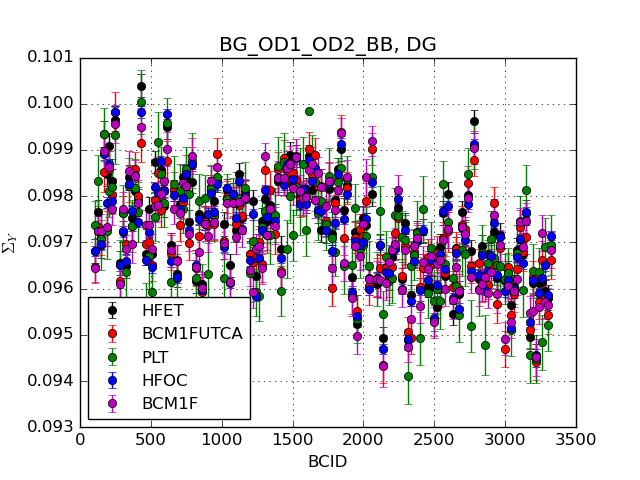 BG_OD1_OD2_BB, DG
0.101
0.100
0.099
0.098
0.097
0.096
0.095
0.094
0.093
Σ_Y
HFET
BCM1FUTCA
PLT
HFOC
BCM1F
0 500 1000 1500 2000 2500 3000 3500
BCID